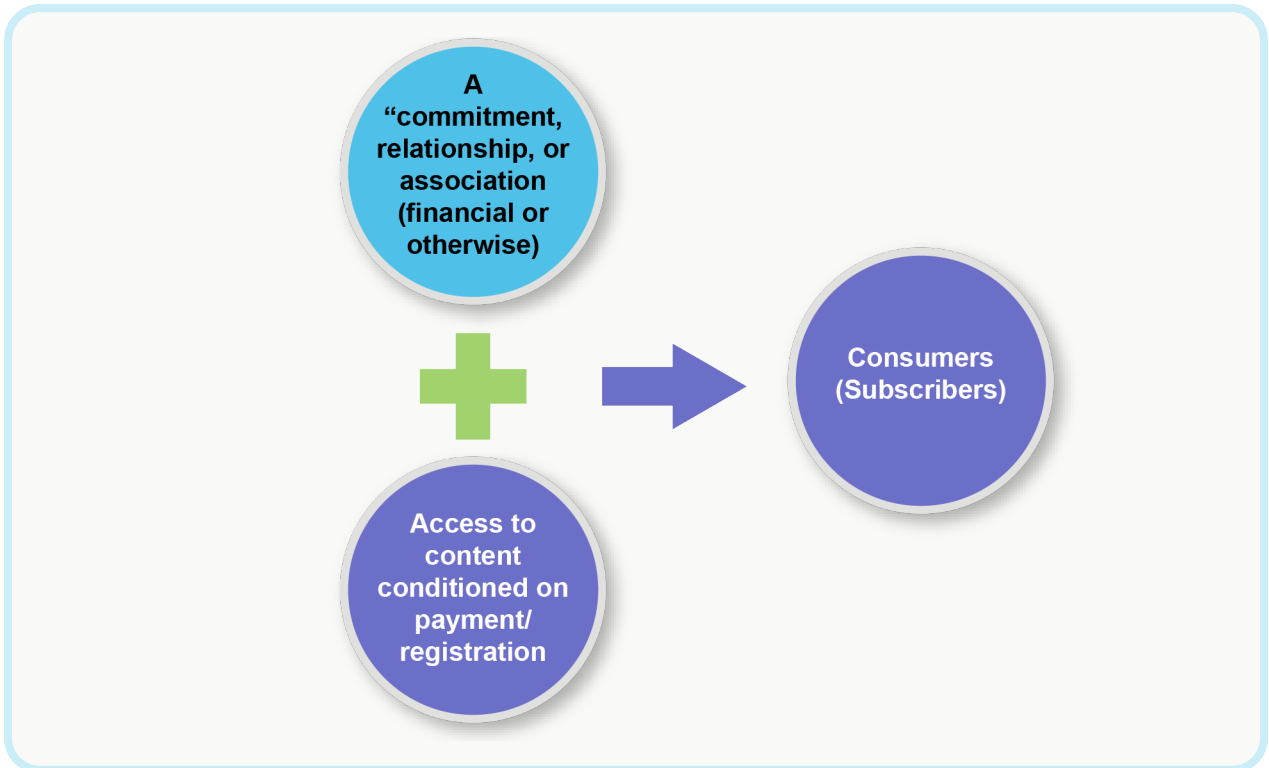 A
“commitment,
relationship, or
association
(financial or
otherwise)
Access to
content
conditioned on
payment/
registration
Consumers
(Subscribers)